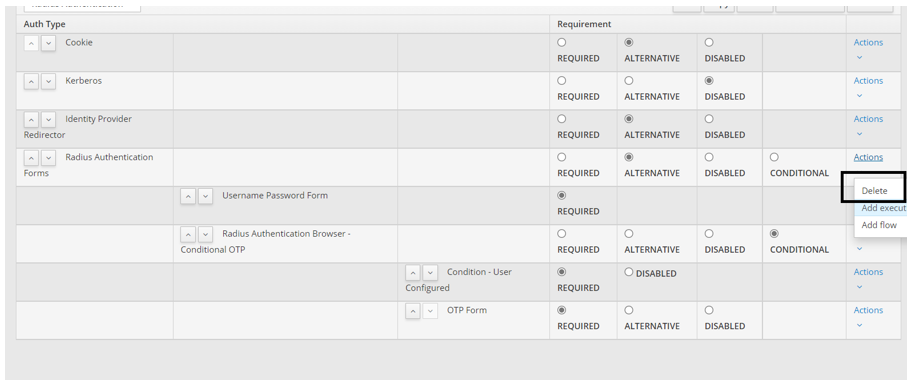 Radius Authentication
Auth Type Requirement
Cookie Actions
REQUIRED ALTERNATIVE DISABLED
Kerberos Actions
REQUIRED ALTERNATIVE DISABLED
Identity Provider Actions
Redirector REQUIRED ALTERNATIVE DISABLED
Radius Authentication Actions
Forms REQUIRED ALTERNATIVE DISABLED CONDITIONAL
Delete
Username Password Form
REQUIRED Add execut
Add flow
Radius Authentication Browser -
Conditional OTP REQUIRED ALTERNATIVE DISABLED CONDITIONAL
Condition - User DISABLED Actions
Configured REQUIRED
OTP Form Actions
REQUIRED ALTERNATIVE DISABLED